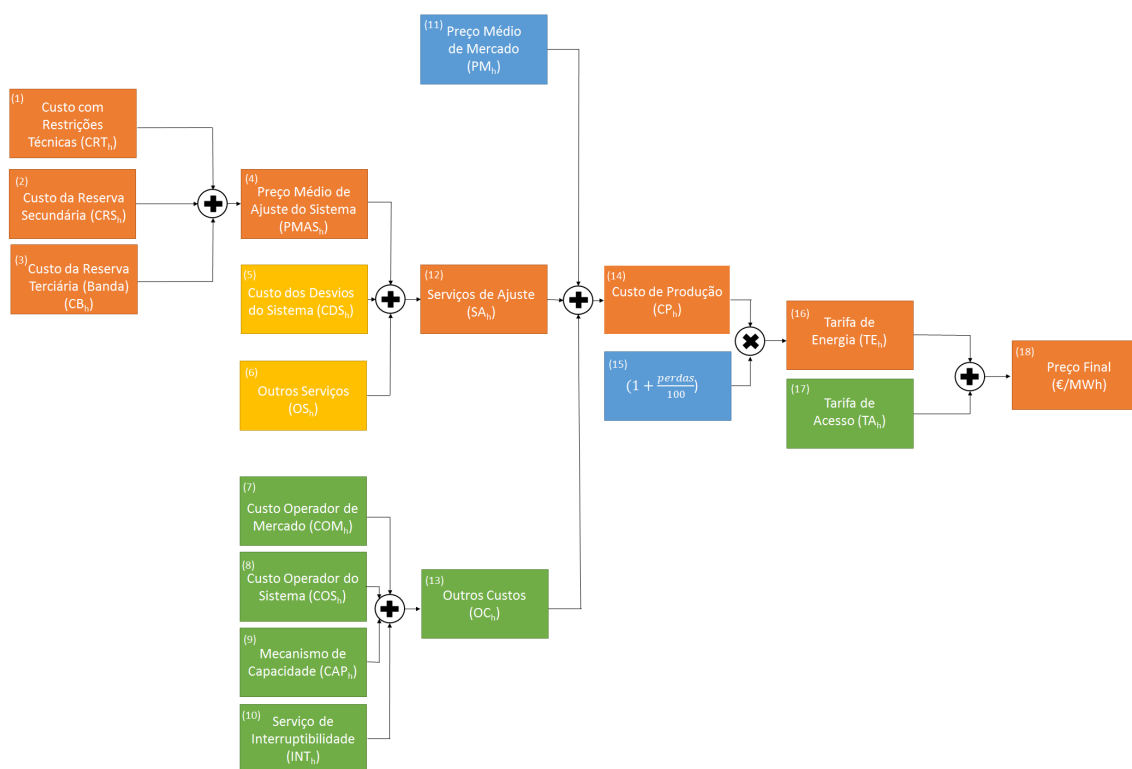 (1)
Custo com
Restrições
Técnicas (CRTh)
(2)
Custo da Reserva
Secundária (CRSh)
(3)
Custo da Reserva
Terciária (Banda)
(CBh)
(4)
Preço Médio de
Ajuste do Sistema
(PMASh)
(5)
Custo dos Desvios
do Sistema (CDSh)
(6)
Outros Serviços
(OSh)
(7)
Custo Operador de
Mercado (COMh)
(8)
Custo Operador do
Sistema (COSh)
(9)
Mecanismo de
Capacidade (CAPh)
(10)
Serviço de
Interruptibilidade
(INTh)
(11)
Preço Médio
de Mercado
(PMh)
(12)
Serviços de Ajuste
(SAh)
(13)
Outros Custos
(OCh)
(14)
Custo de Produção
(CPh)
(15)
(1 + perdas/100)
(16)
Tarifa de
Energia (TEh)
(17)
Tarifa de
Acesso (TAh)
(18)
Preço Final
(€/MWh)